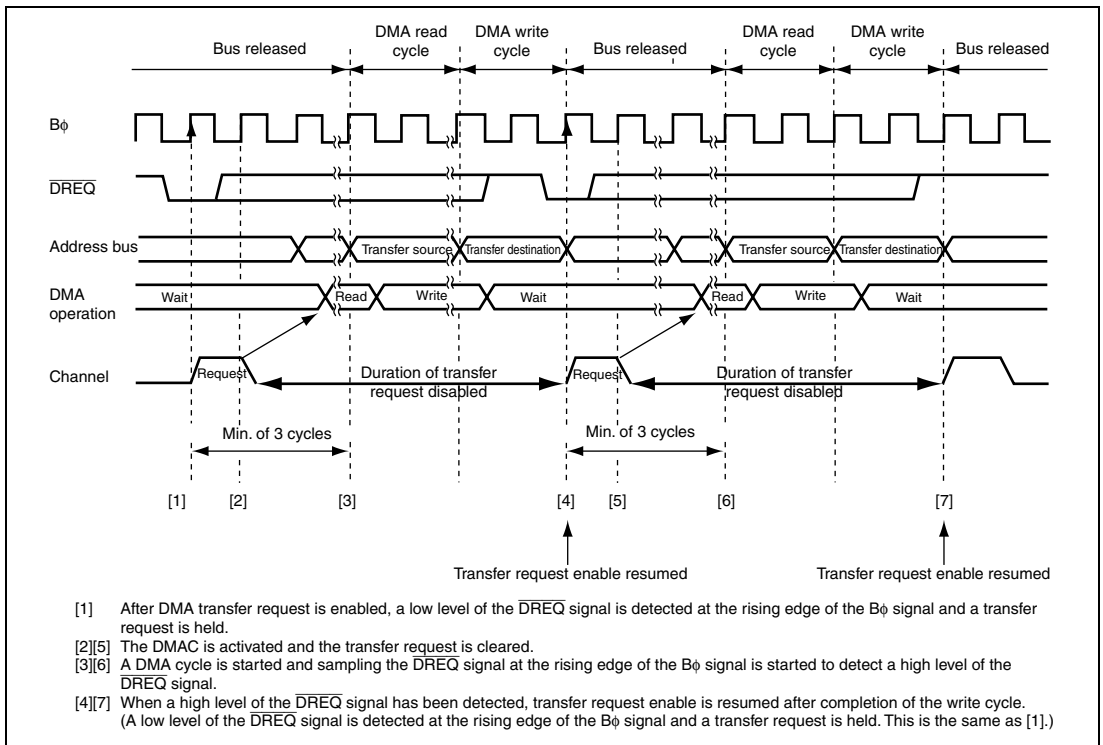 Bus released
DMA read cycle
DMA write cycle
Bus released
DMA read cycle
DMA write cycle
Bus released
Bφ
D̅R̅E̅Q̅
Address bus
Transfer source
Transfer destination
Transfer source
Transfer destination
DMA operation
Wait
Read
Write
Wait
Read
Write
Wait
Channel
Request
Duration of transfer request disabled
Request
Duration of transfer request disabled
Min. of 3 cycles
Min. of 3 cycles
[1]
[2]
[3]
[4]
[5]
[6]
[7]
Transfer request enable resumed
Transfer request enable resumed
[1] After DMA transfer request is enabled, a low level of the D̅R̅E̅Q̅ signal is detected at the rising edge of the Bφ signal and a transfer
request is held.
[2][5] The DMAC is activated and the transfer request is cleared.
[3][6] A DMA cycle is started and sampling the D̅R̅E̅Q̅ signal at the rising edge of the Bφ signal is started to detect a high level of the
D̅R̅E̅Q̅ signal.
[4][7] When a high level of the D̅R̅E̅Q̅ signal has been detected, transfer request enable is resumed after completion of the write cycle.
(A low level of the D̅R̅E̅Q̅ signal is detected at the rising edge of the Bφ signal and a transfer request is held. This is the same as [1].)